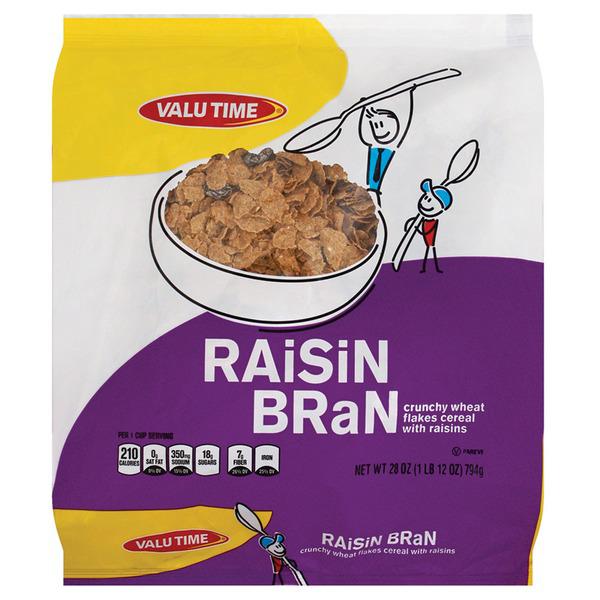 VALU TIME
RAiSiN
BRaN
crunchy wheat
flakes cereal
with raisins
PER 1 CUP SERVING
210 CALORIES
0g SAT FAT 0% DV
350mg SODIUM 15% DV
18g SUGARS
7g FIBER
IRON 25% DV
PAREVE
NET WT 28 OZ (1 LB 12 OZ) 794g
VALU TIME
RAiSiN BRaN
crunchy wheat flakes cereal with raisins